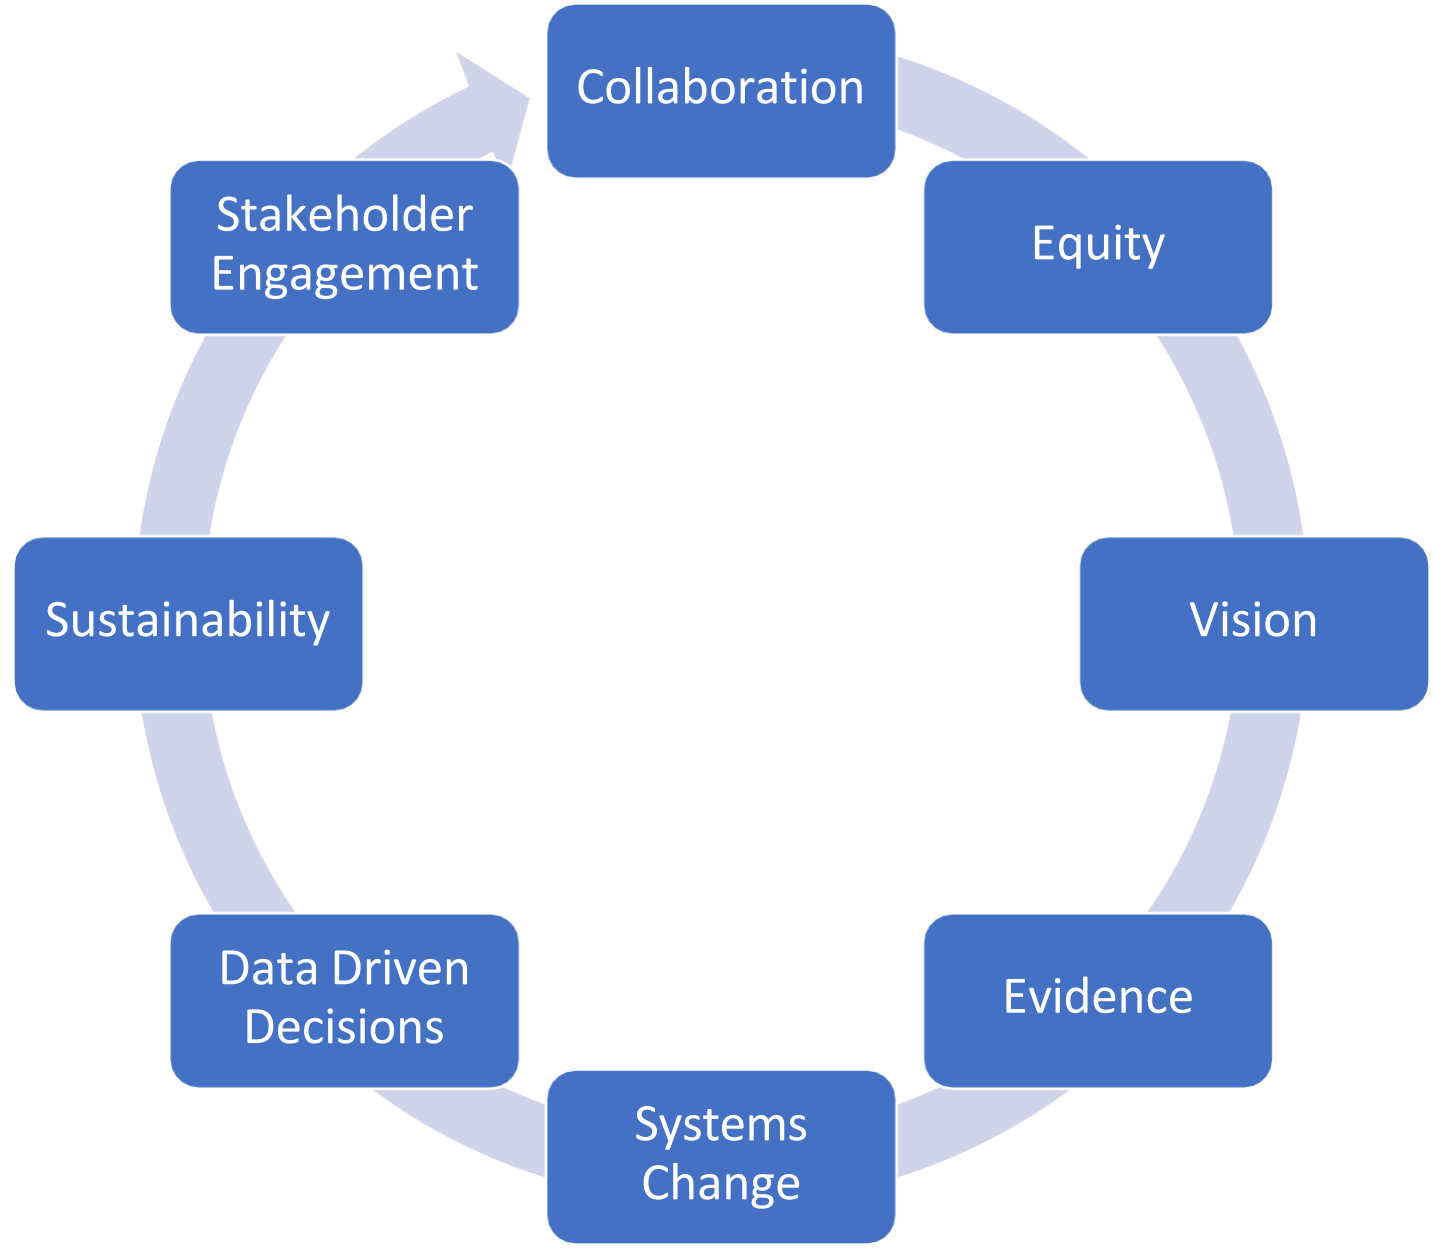 Collaboration
Equity
Vision
Evidence
Systems
Change
Data Driven
Decisions
Sustainability
Stakeholder
Engagement